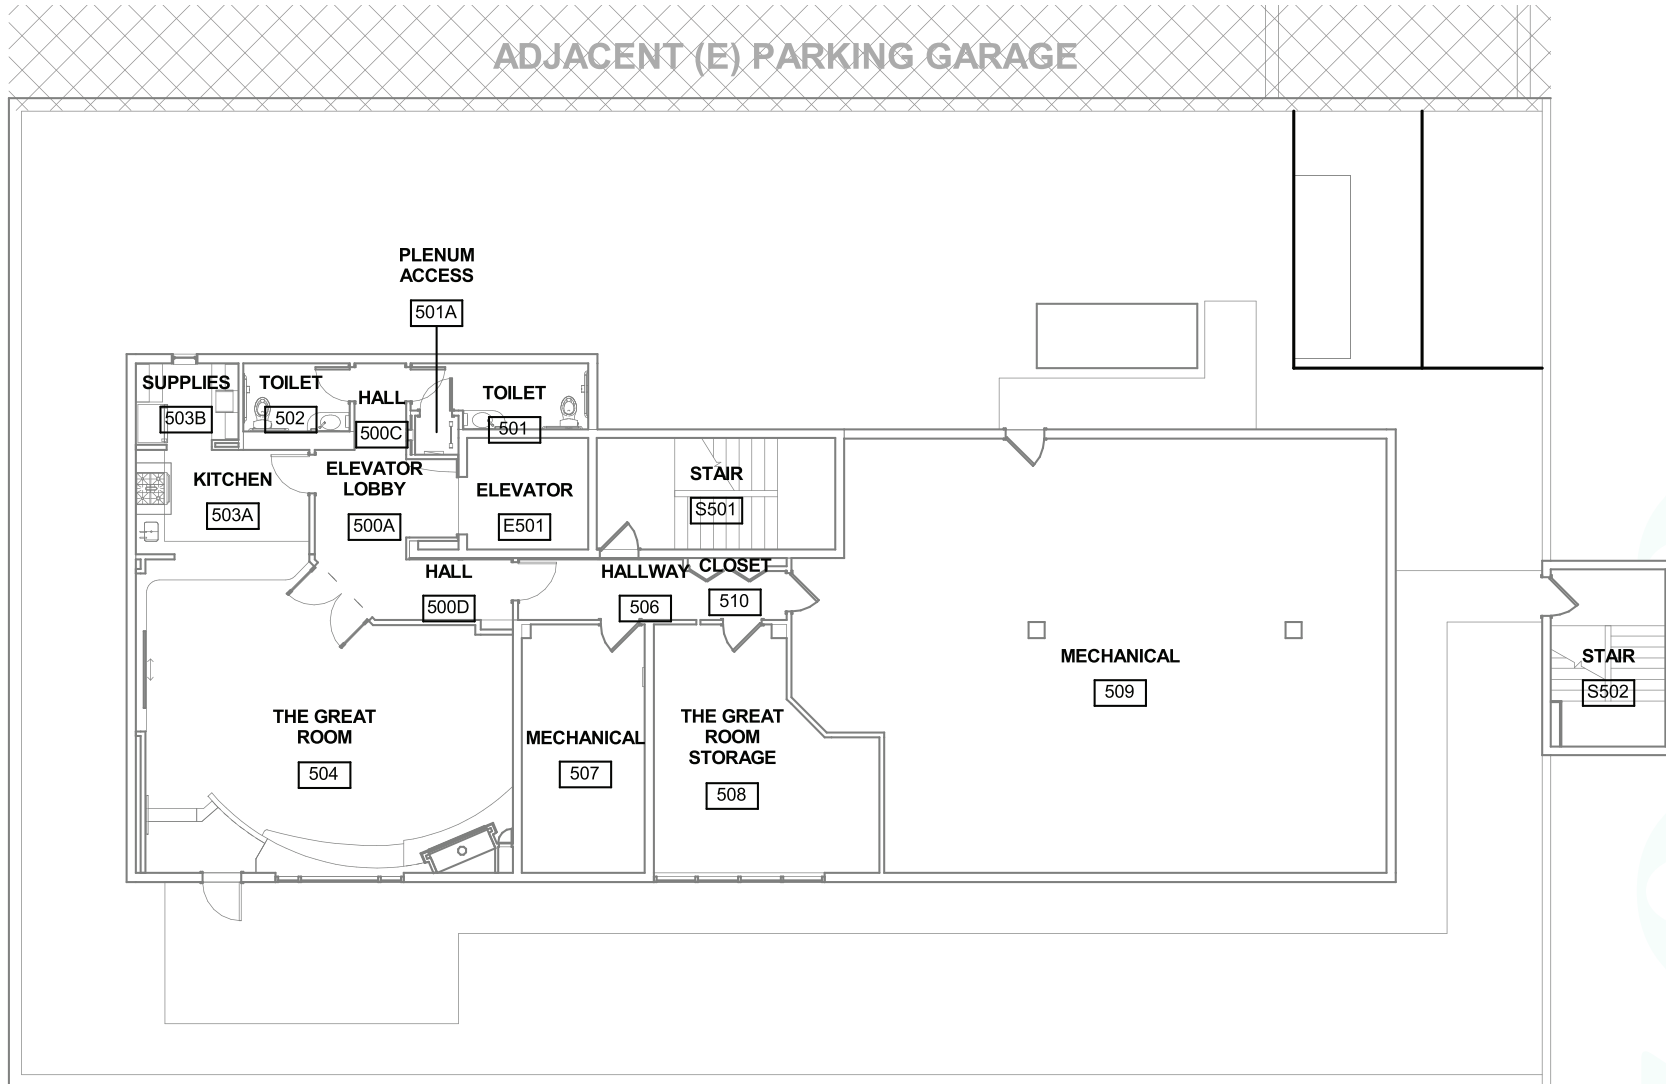 ADJACENT (E) PARKING GARAGE
PLENUM
ACCESS
501A
SUPPLIES
503B
TOILET
502
HALL
500C
TOILET
501
KITCHEN
503A
ELEVATOR
LOBBY
500A
ELEVATOR
E501
STAIR
S501
HALL
500D
HALLWAY
506
CLOSET
510
STAIR
S502
MECHANICAL
509
THE GREAT
ROOM
504
MECHANICAL
507
THE GREAT
ROOM
STORAGE
508